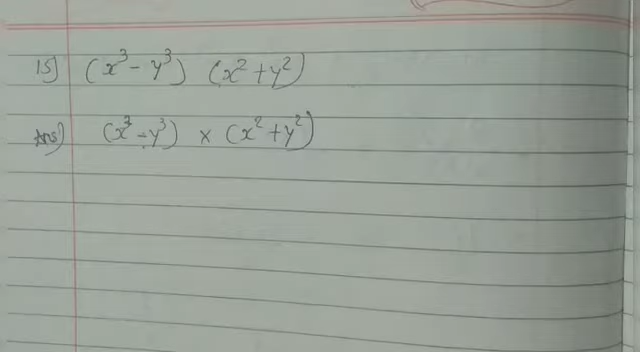 15] (x³ - y³) (x² + y²)
Ans) (x³ - y³) × (x² + y²)